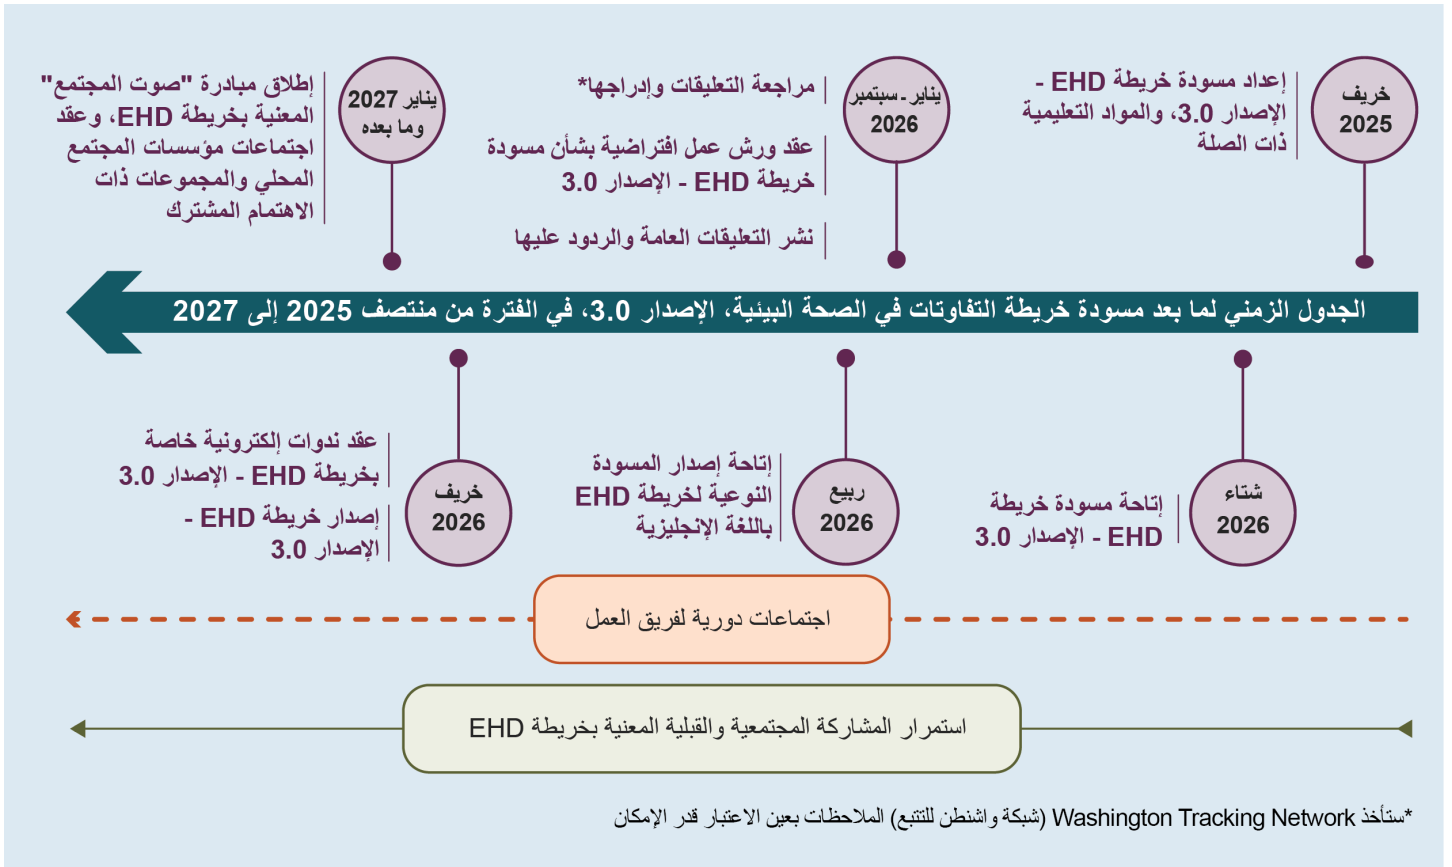 خريف
2025
إعداد مسودة خريطة EHD -
الإصدار 3.0، والمواد التعليمية
ذات الصلة
يناير - سبتمبر
2026
مراجعة التعليقات وإدراجها*
عقد ورش عمل افتراضية بشأن مسودة
خريطة EHD - الإصدار 3.0
نشر التعليقات العامة والردود عليها
يناير 2027
وما بعده
إطلاق مبادرة "صوت المجتمع"
المعنية بخريطة EHD، وعقد
اجتماعات مؤسسات المجتمع
المحلي والمجموعات ذات
الاهتمام المشترك
الجدول الزمني لما بعد مسودة خريطة التفاوتات في الصحة البيئية، الإصدار 3.0، في الفترة من منتصف 2025 إلى 2027
شتاء
2026
إتاحة مسودة خريطة
EHD - الإصدار 3.0
ربيع
2026
إتاحة إصدار المسودة
النوعية لخريطة EHD
باللغة الإنجليزية
خريف
2026
عقد ندوات إلكترونية خاصة
بخريطة EHD - الإصدار 3.0
إصدار خريطة EHD -
الإصدار 3.0
اجتماعات دورية لفريق العمل
استمرار المشاركة المجتمعية والقبلية المعنية بخريطة EHD
*ستأخذ Washington Tracking Network (شبكة واشنطن للتتبع) الملاحظات بعين الاعتبار قدر الإمكان